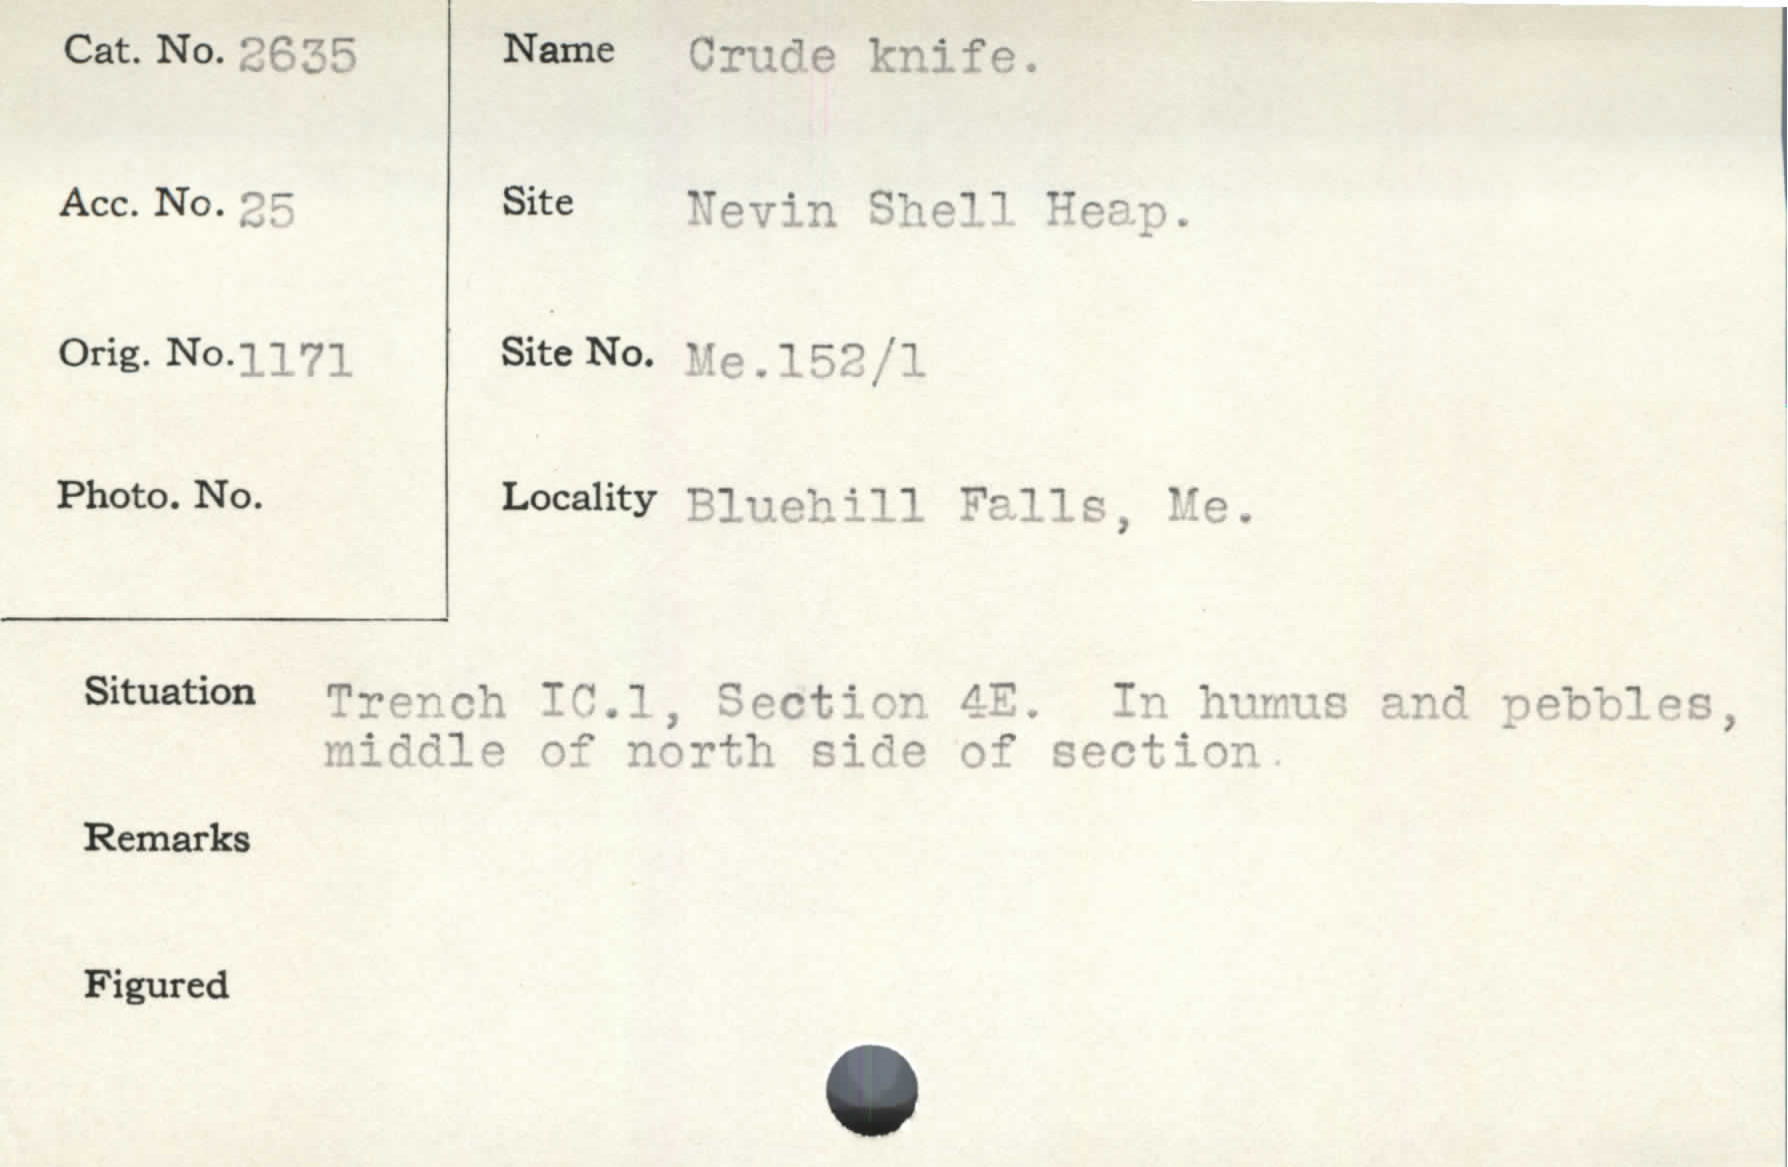 Cat. No. 2635
Name Crude knife.
Acc. No. 25
Site Nevin Shell Heap.
Orig. No. 1171
Site No. Me.152/1
Photo. No.
Locality Bluehill Falls, Me.
Situation Trench IC.1, Section 4E. In humus and pebbles,
middle of north side of section.
Remarks
Figured